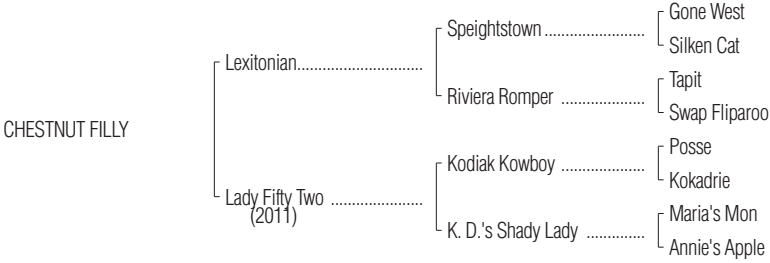 Gone West
Speightstown ........................
Silken Cat
Lexitonian..............................
Tapit
Riviera Romper ....................
Swap Fliparoo
CHESTNUT FILLY
Posse
Kodiak Kowboy ....................
Kokadrie
Lady Fifty Two ......................
(2011)
Maria's Mon
K. D.'s Shady Lady ..............
Annie's Apple